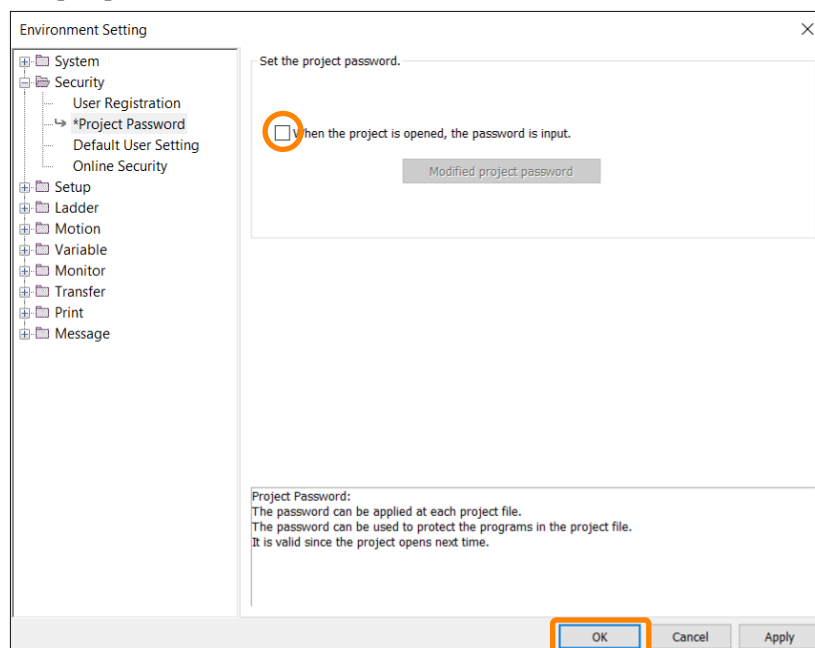 Environment Setting
System
Security
User Registration
*Project Password
Default User Setting
Online Security
Setup
Ladder
Motion
Variable
Monitor
Transfer
Print
Message
Set the project password.
When the project is opened, the password is input.
Modified project password
Project Password:
The password can be applied at each project file.
The password can be used to protect the programs in the project file.
It is valid since the project opens next time.
OK Cancel Apply